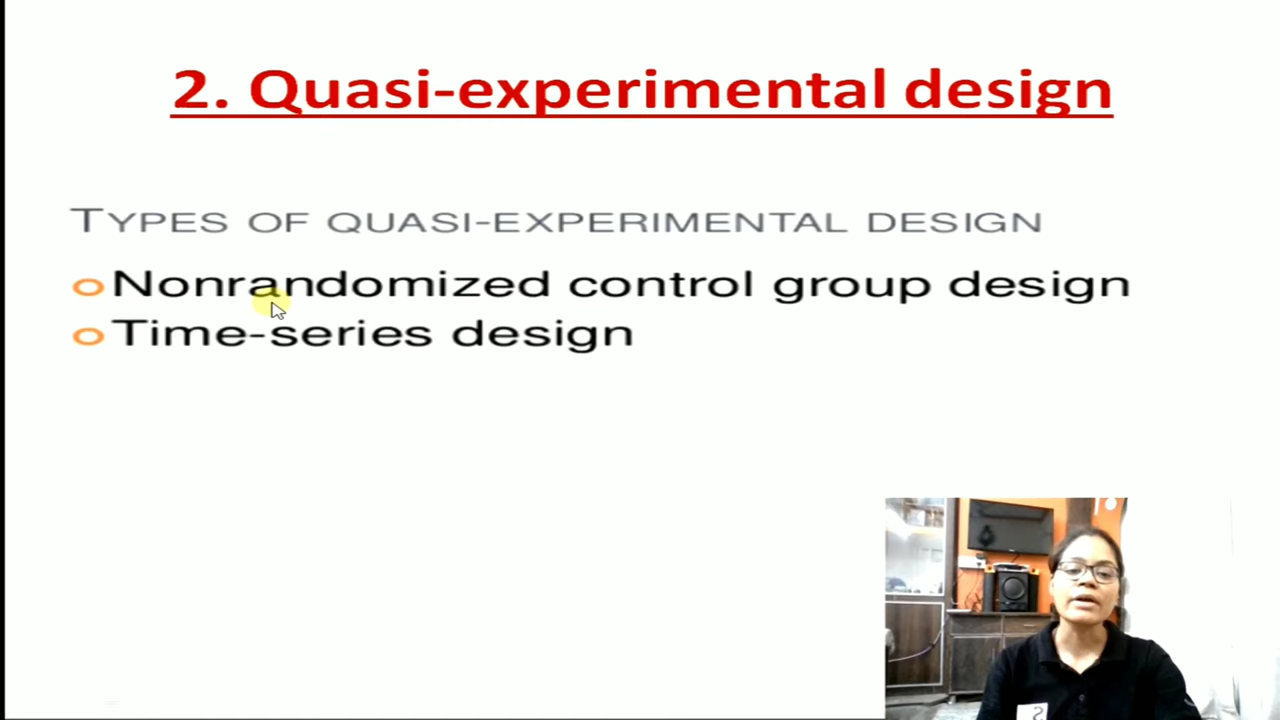 2. Quasi-experimental design
TYPES OF QUASI-EXPERIMENTAL DESIGN
Nonrandomized control group design
Time-series design